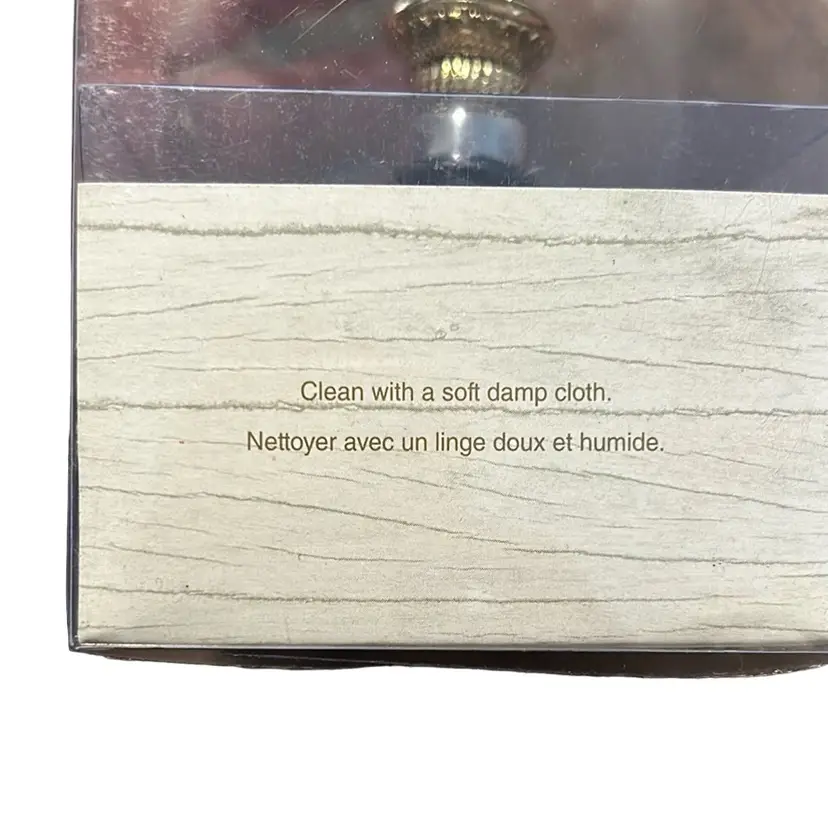 Clean with a soft damp cloth.
Nettoyer avec un linge doux et humide.